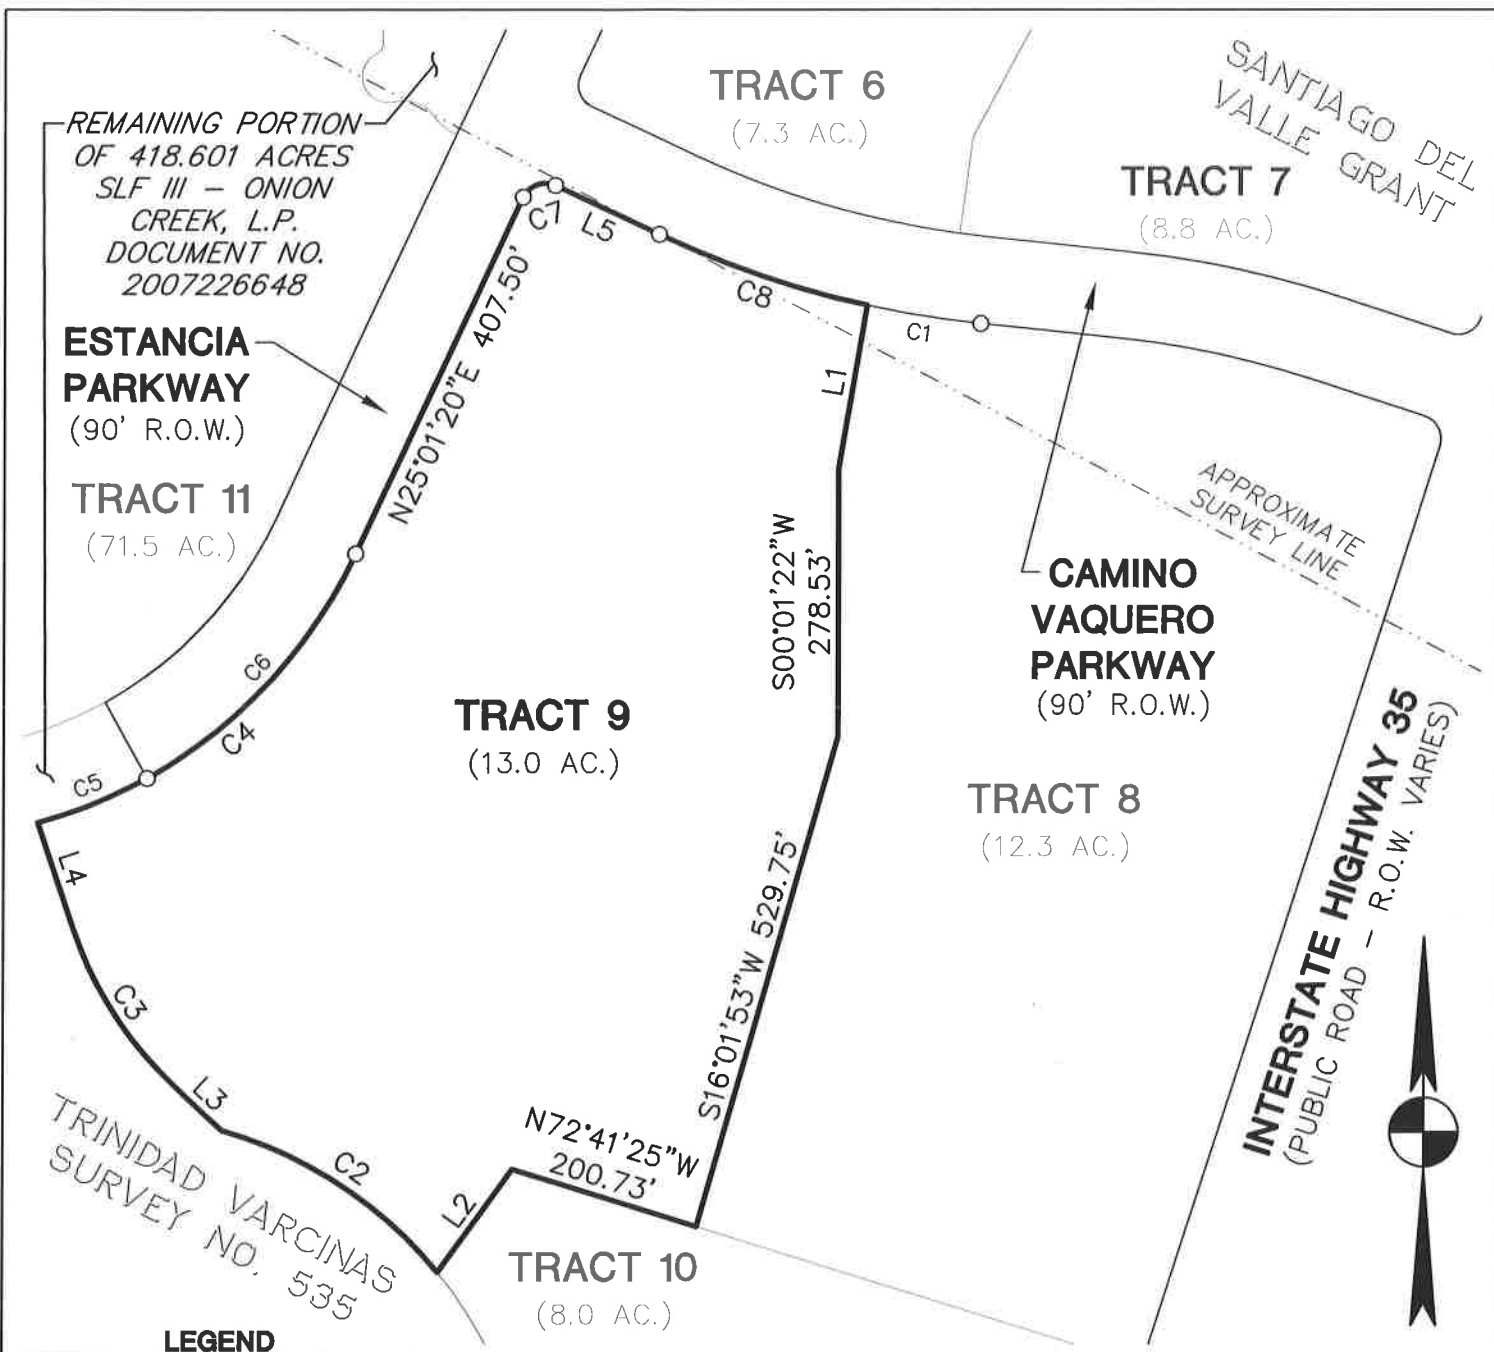 REMAINING PORTION
OF 418.601 ACRES
SLF III – ONION
CREEK, L.P.
DOCUMENT NO.
2007226648
TRACT 6
(7.3 AC.)
SANTIAGO DEL
VALLE GRANT
TRACT 7
(8.8 AC.)
ESTANCIA
PARKWAY
(90' R.O.W.)
TRACT 11
(71.5 AC.)
C7
L5
C8
C1
L1
N25°01'20"E 407.50'
S00°01'22"W
278.53'
APPROXIMATE
SURVEY LINE
CAMINO
VAQUERO
PARKWAY
(90' R.O.W.)
C6
C4
C5
TRACT 9
(13.0 AC.)
TRACT 8
(12.3 AC.)
INTERSTATE HIGHWAY 35
(PUBLIC ROAD – R.O.W. VARIES)
L4
C3
L3
C2
L2
S16°01'53"W 529.75'
N72°41'25"W
200.73'
TRINIDAD VARCINAS
SURVEY NO. 535
TRACT 10
(8.0 AC.)
LEGEND